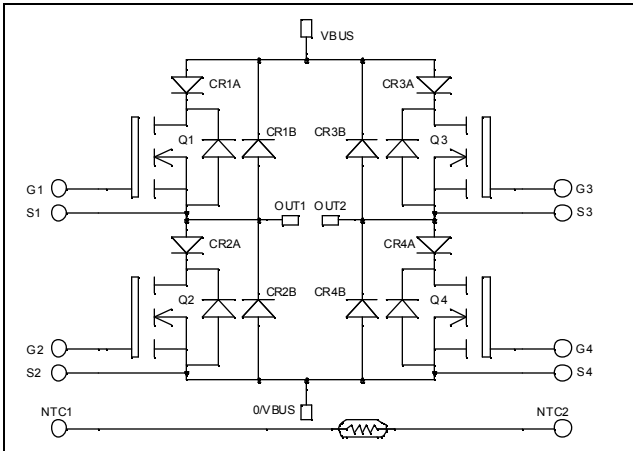 VBUS
CR1A
CR3A
Q1
CR1B
CR3B
Q3
G1
G3
S1
OUT1
OUT2
S3
CR2A
CR4A
Q2
CR2B
CR4B
Q4
G2
G4
S2
S4
0/VBUS
NTC1
NTC2